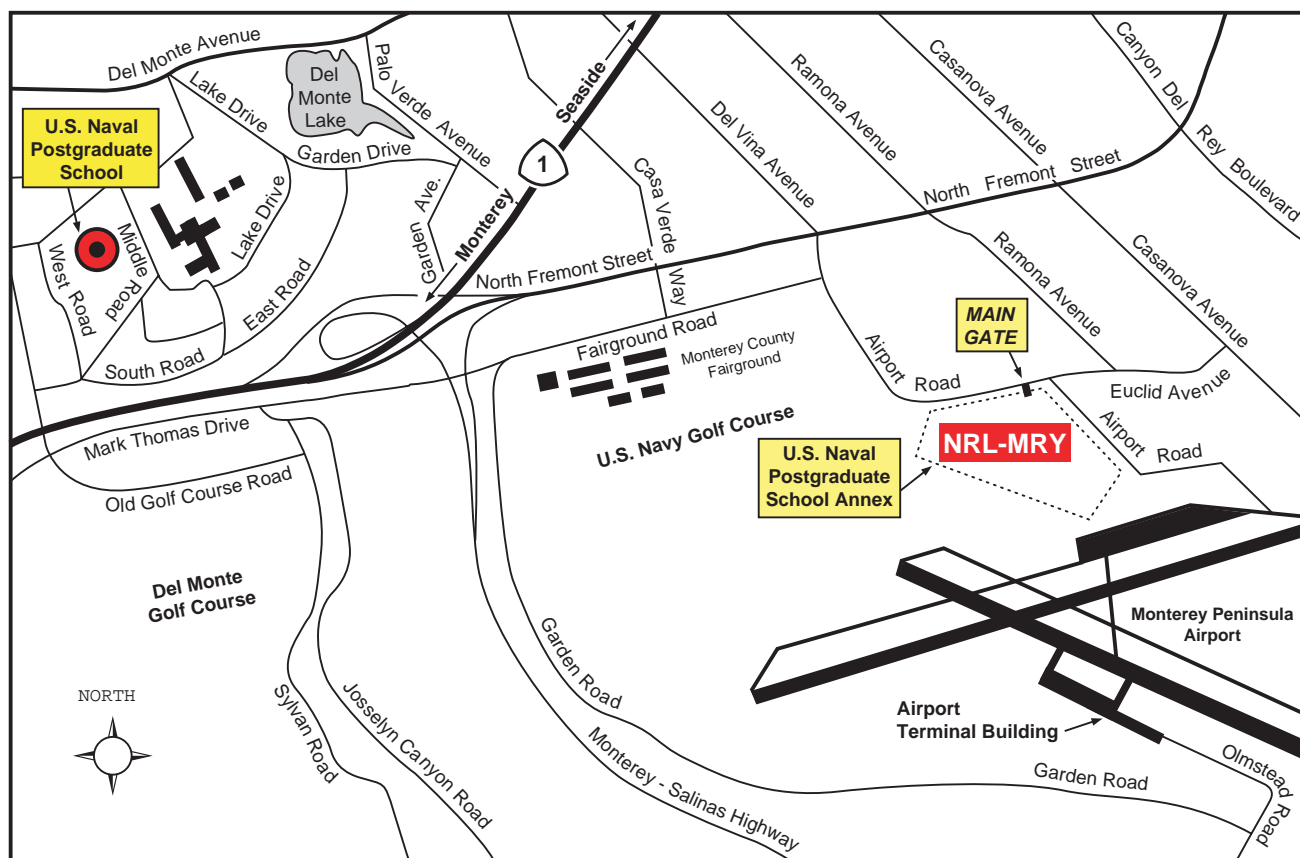 Del Monte Avenue
Del
Monte
Lake
Palo Verde Avenue
Lake Drive
Garden Drive
U.S. Naval
Postgraduate
School
Seaside
1
Monterey
Del Vina Avenue
Ramona Avenue
Casanova Avenue
Canyon Del
Rey Boulevard
North Fremont Street
Casa Verde
Way
Garden Ave.
Lake Drive
Middle
Road
West Road
East Road
South Road
North Fremont Street
Ramona Avenue
Casanova Avenue
MAIN
GATE
Fairground Road
Monterey County
Fairground
Airport
Road
Euclid Avenue
Airport
Road
Mark Thomas Drive
Old Golf Course Road
U.S. Navy Golf Course
NRL-MRY
U.S. Naval
Postgraduate
School Annex
Del Monte
Golf Course
Monterey Peninsula
Airport
Garden Road
Sylvan Road
Josselyn Canyon Road
Monterey - Salinas Highway
NORTH
Airport
Terminal Building
Garden Road
Olmstead
Road